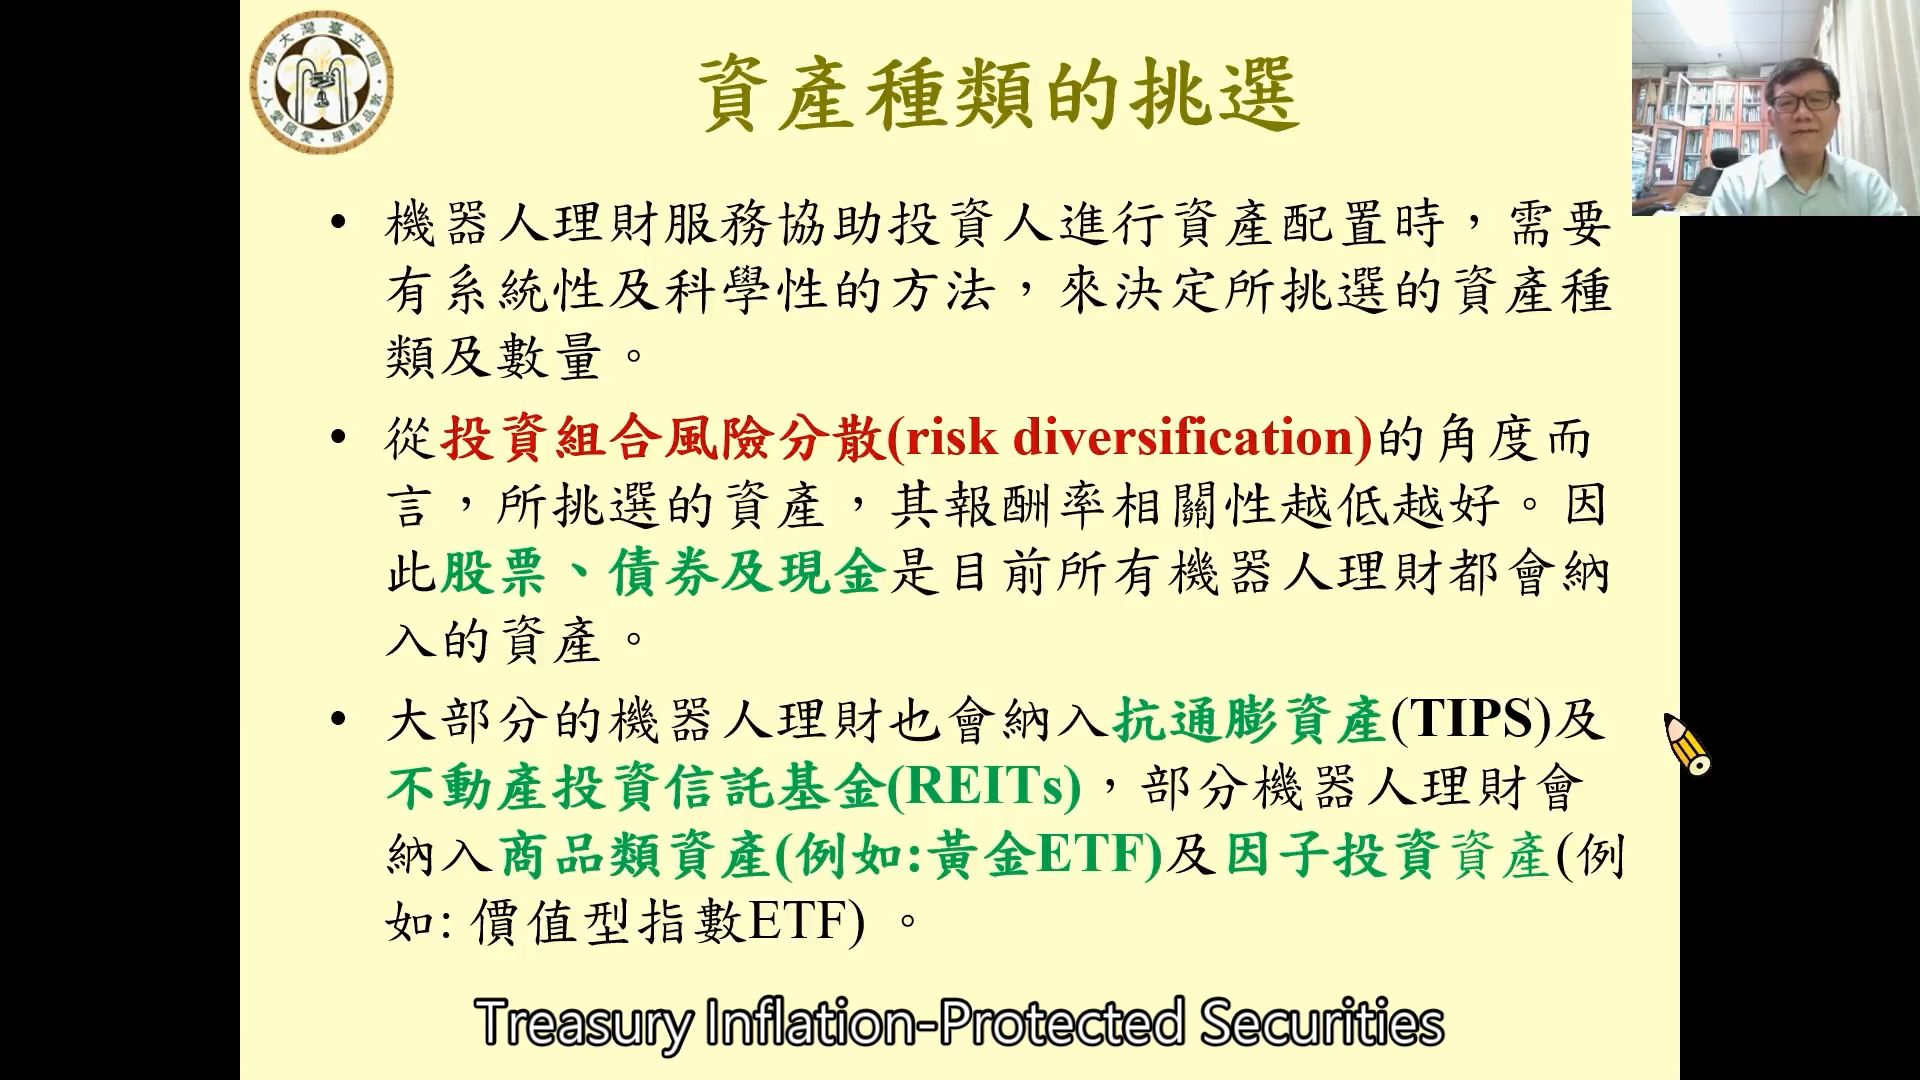 資產種類的挑選
• 機器人理財服務協助投資人進行資產配置時，需要
有系統性及科學性的方法，來決定所挑選的資產種
類及數量。
• 從投資組合風險分散(risk diversification)的角度而
言，所挑選的資產，其報酬率相關性越低越好。因
此股票、債券及現金是目前所有機器人理財都會納
入的資產。
• 大部分的機器人理財也會納入抗通膨資產(TIPS)及
不動產投資信託基金(REITs)，部分機器人理財會
納入商品類資產(例如:黃金ETF)及因子投資資產(例
如: 價值型指數ETF) 。
Treasury Inflation-Protected Securities